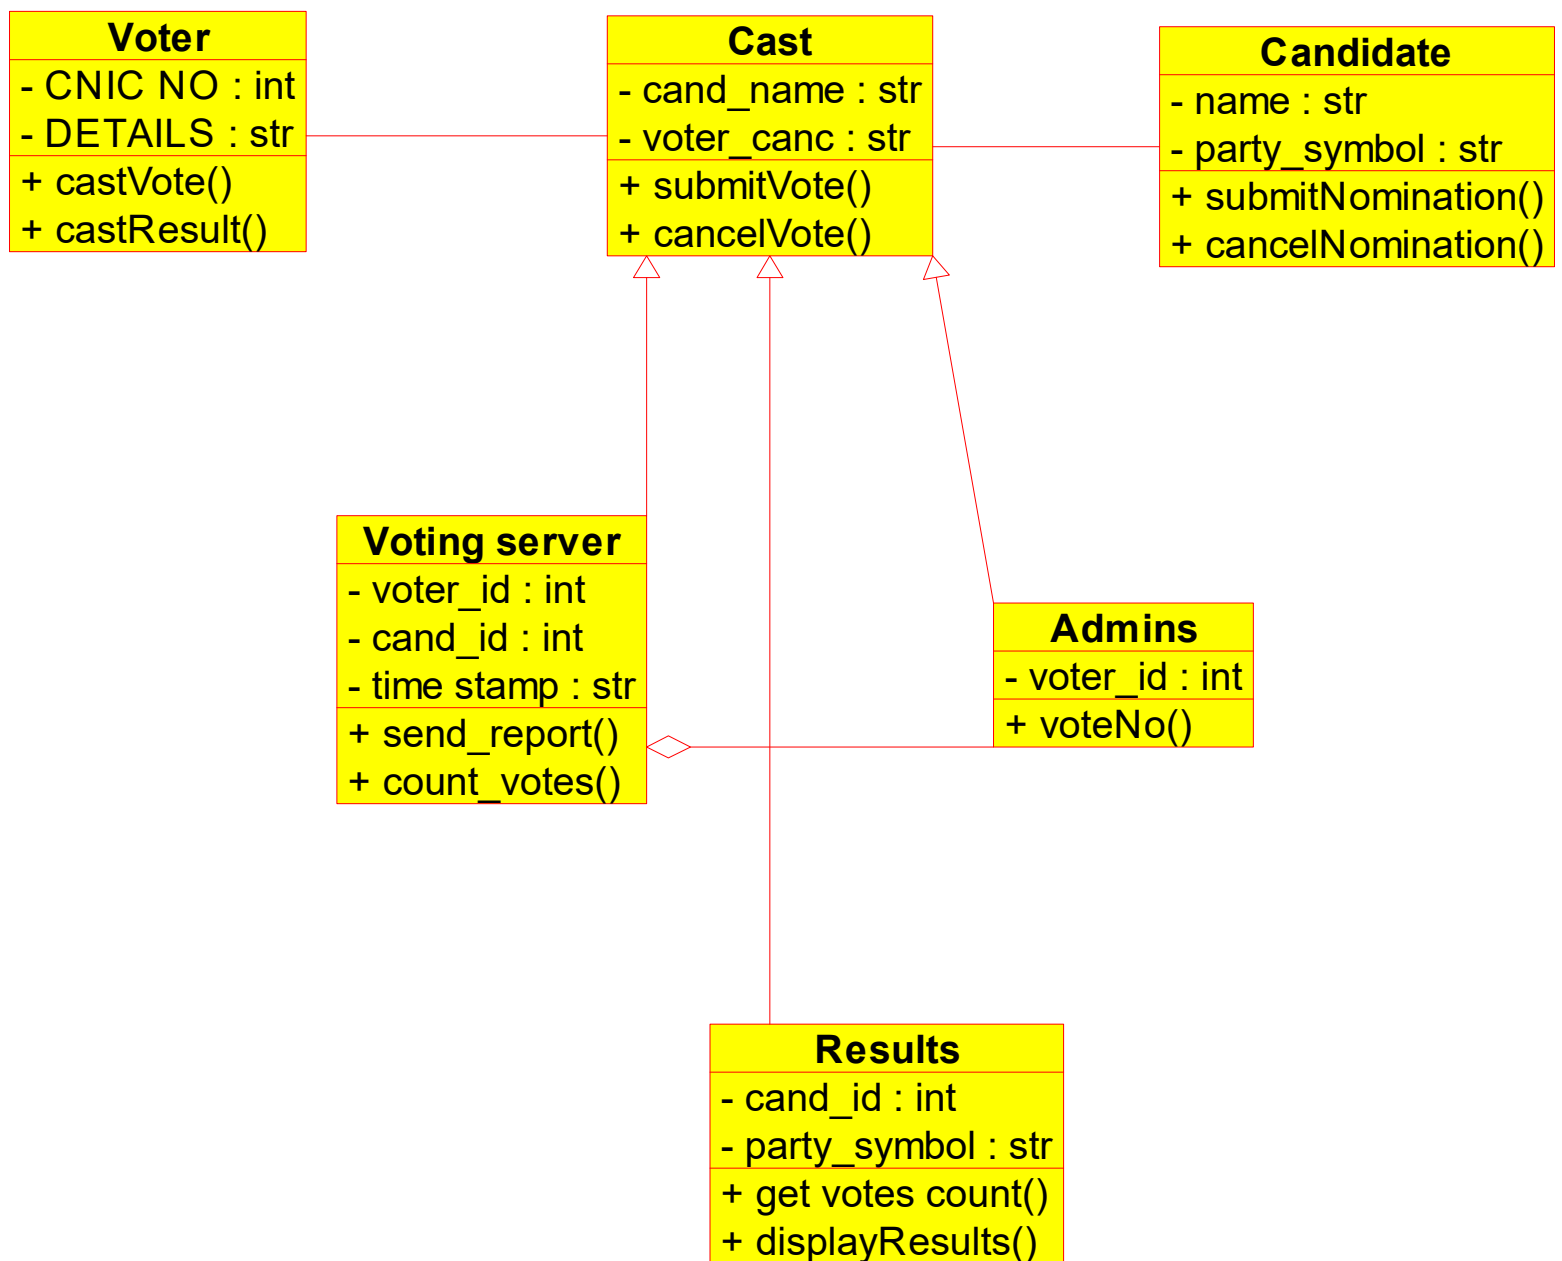 Voter
- CNIC NO : int
- DETAILS : str
+ castVote()
+ castResult()
Cast
- cand_name : str
- voter_canc : str
+ submitVote()
+ cancelVote()
Candidate
- name : str
- party_symbol : str
+ submitNomination()
+ cancelNomination()
Voting server
- voter_id : int
- cand_id : int
- time stamp : str
+ send_report()
+ count_votes()
Admins
- voter_id : int
+ voteNo()
Results
- cand_id : int
- party_symbol : str
+ get votes count()
+ displayResults()